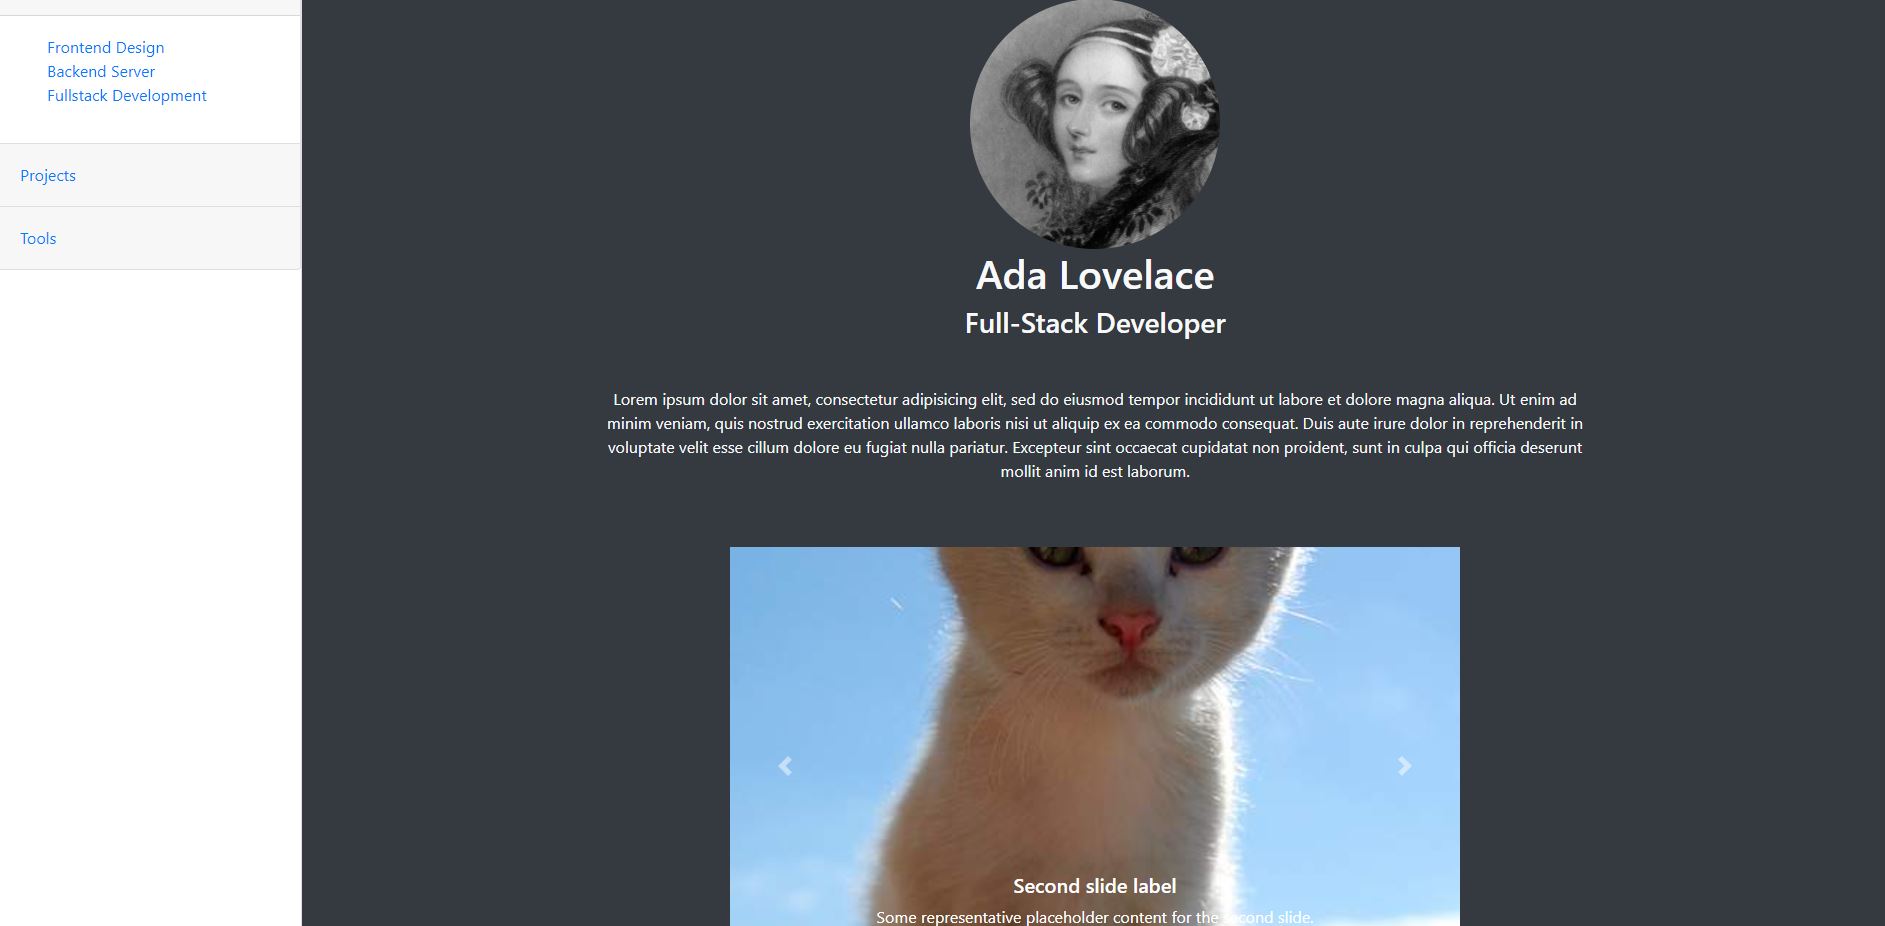 Frontend Design
Backend Server
Fullstack Development
Projects
Tools
Ada Lovelace
Full-Stack Developer
Lorem ipsum dolor sit amet, consectetur adipisicing elit, sed do eiusmod tempor incididunt ut labore et dolore magna aliqua. Ut enim ad
minim veniam, quis nostrud exercitation ullamco laboris nisi ut aliquip ex ea commodo consequat. Duis aute irure dolor in reprehenderit in
voluptate velit esse cillum dolore eu fugiat nulla pariatur. Excepteur sint occaecat cupidatat non proident, sunt in culpa qui officia deserunt
mollit anim id est laborum.
Second slide label
Some representative placeholder content for the second slide.